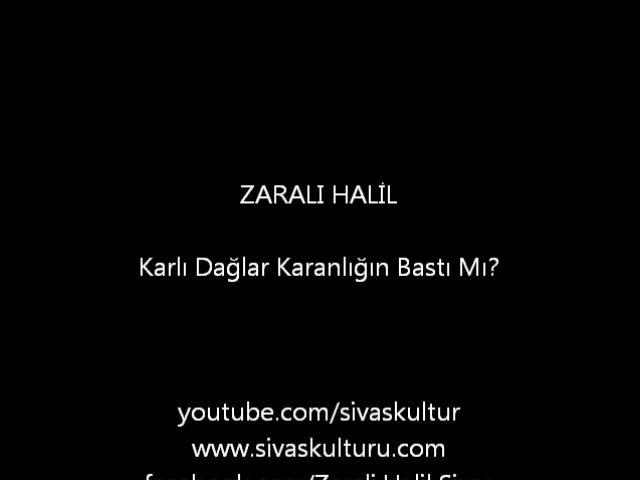 ZARALI HALİL
Karlı Dağlar Karanlığın Bastı Mı?
youtube.com/sivaskultur
www.sivaskulturu.com